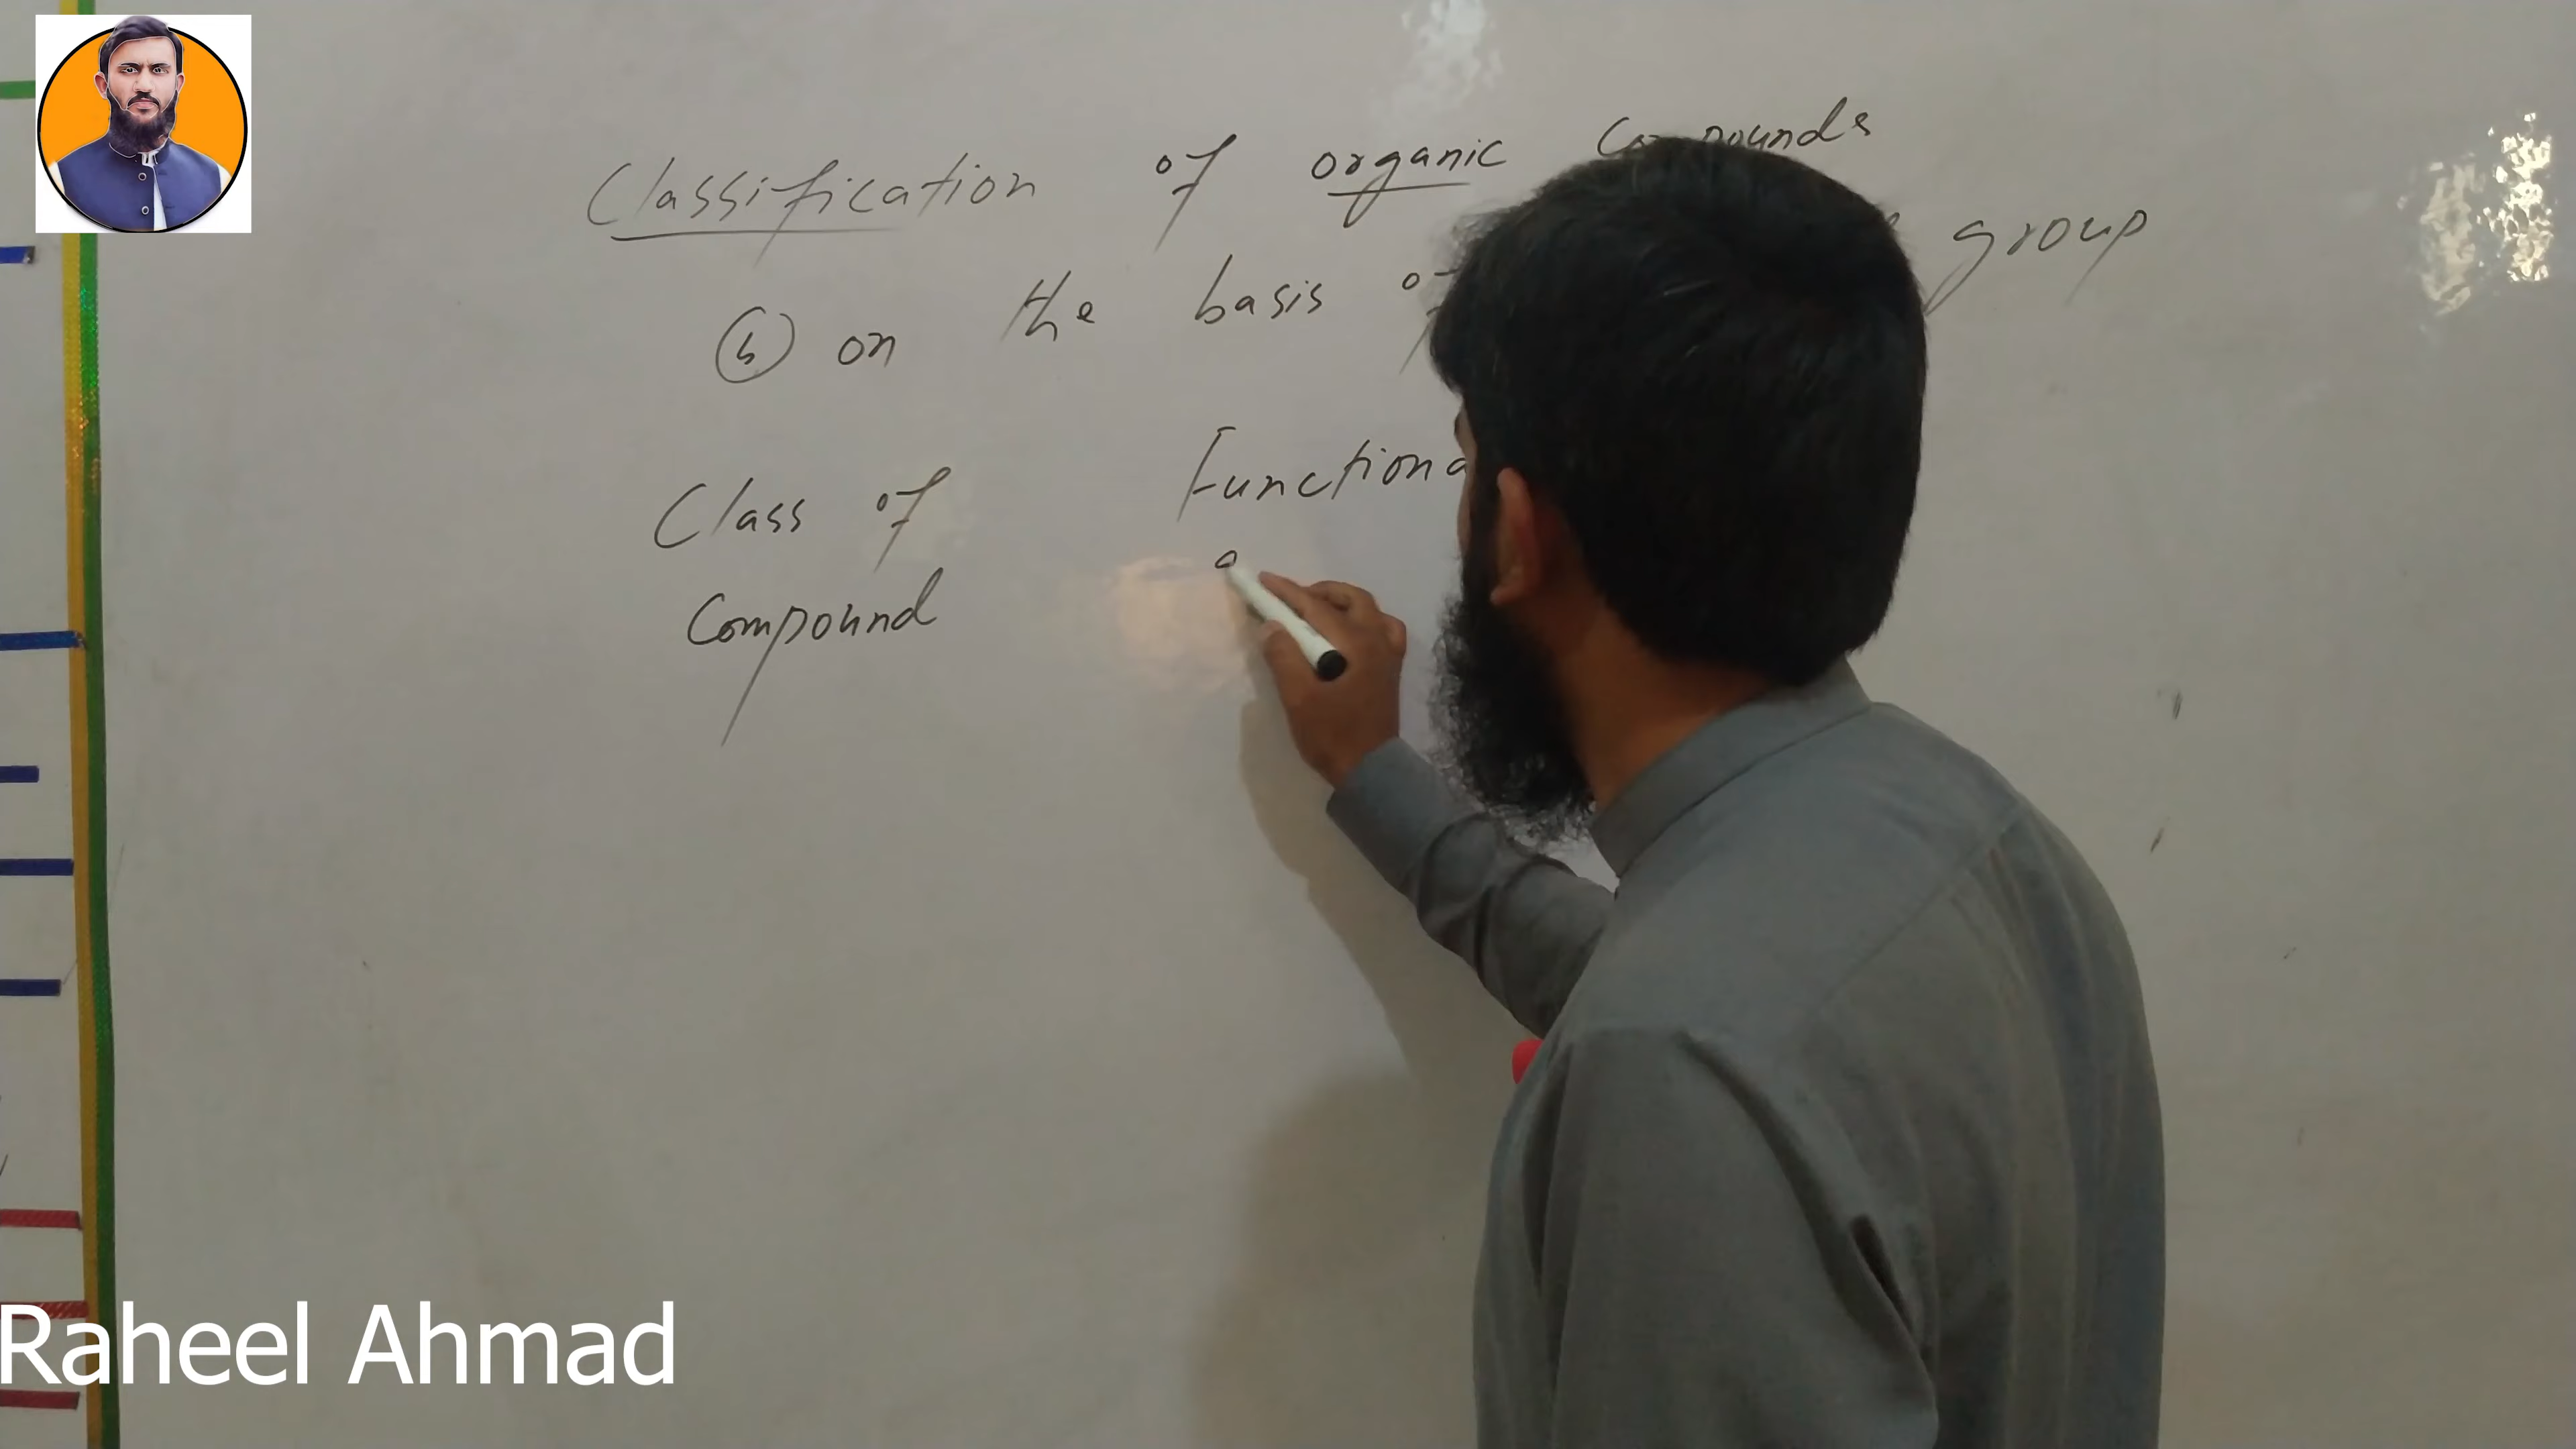 Classification of organic Compounds
(b) on the basis of group
Class of Functional
Compound
Raheel Ahmad